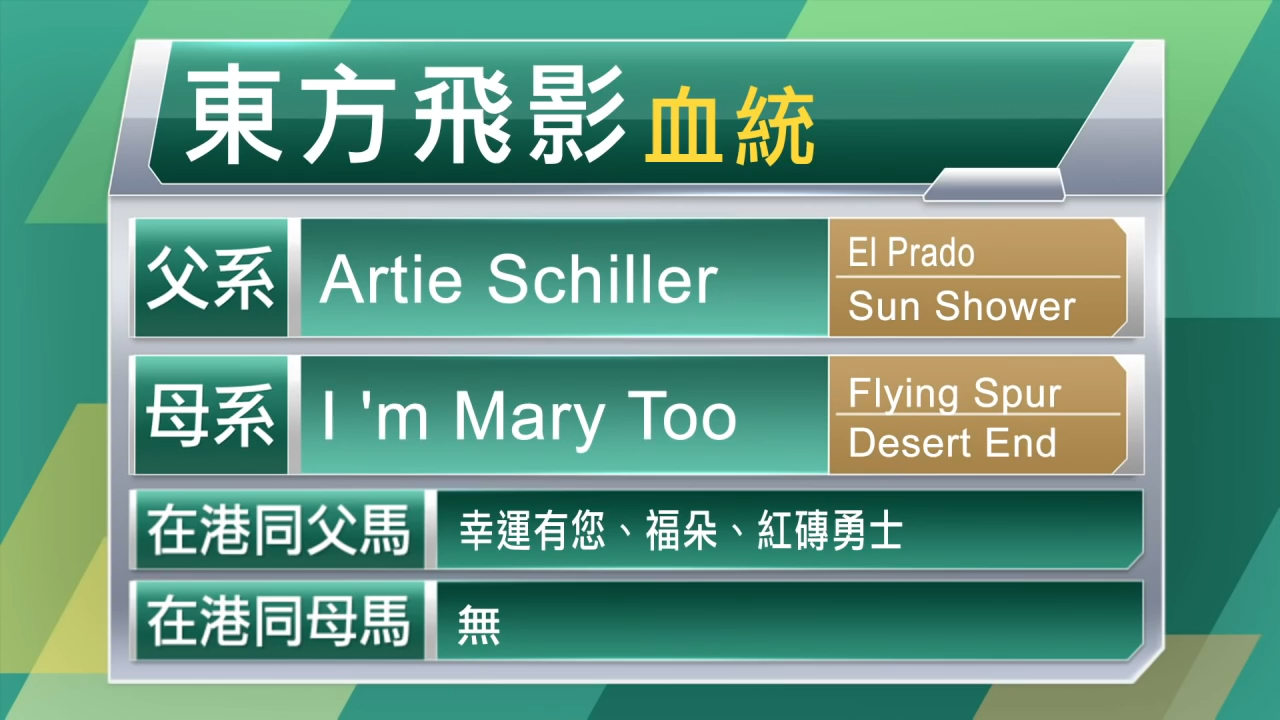 東方飛影 血統
父系 Artie Schiller
El Prado
Sun Shower
母系 I 'm Mary Too
Flying Spur
Desert End
在港同父馬 幸運有您、福朵、紅磚勇士
在港同母馬 無